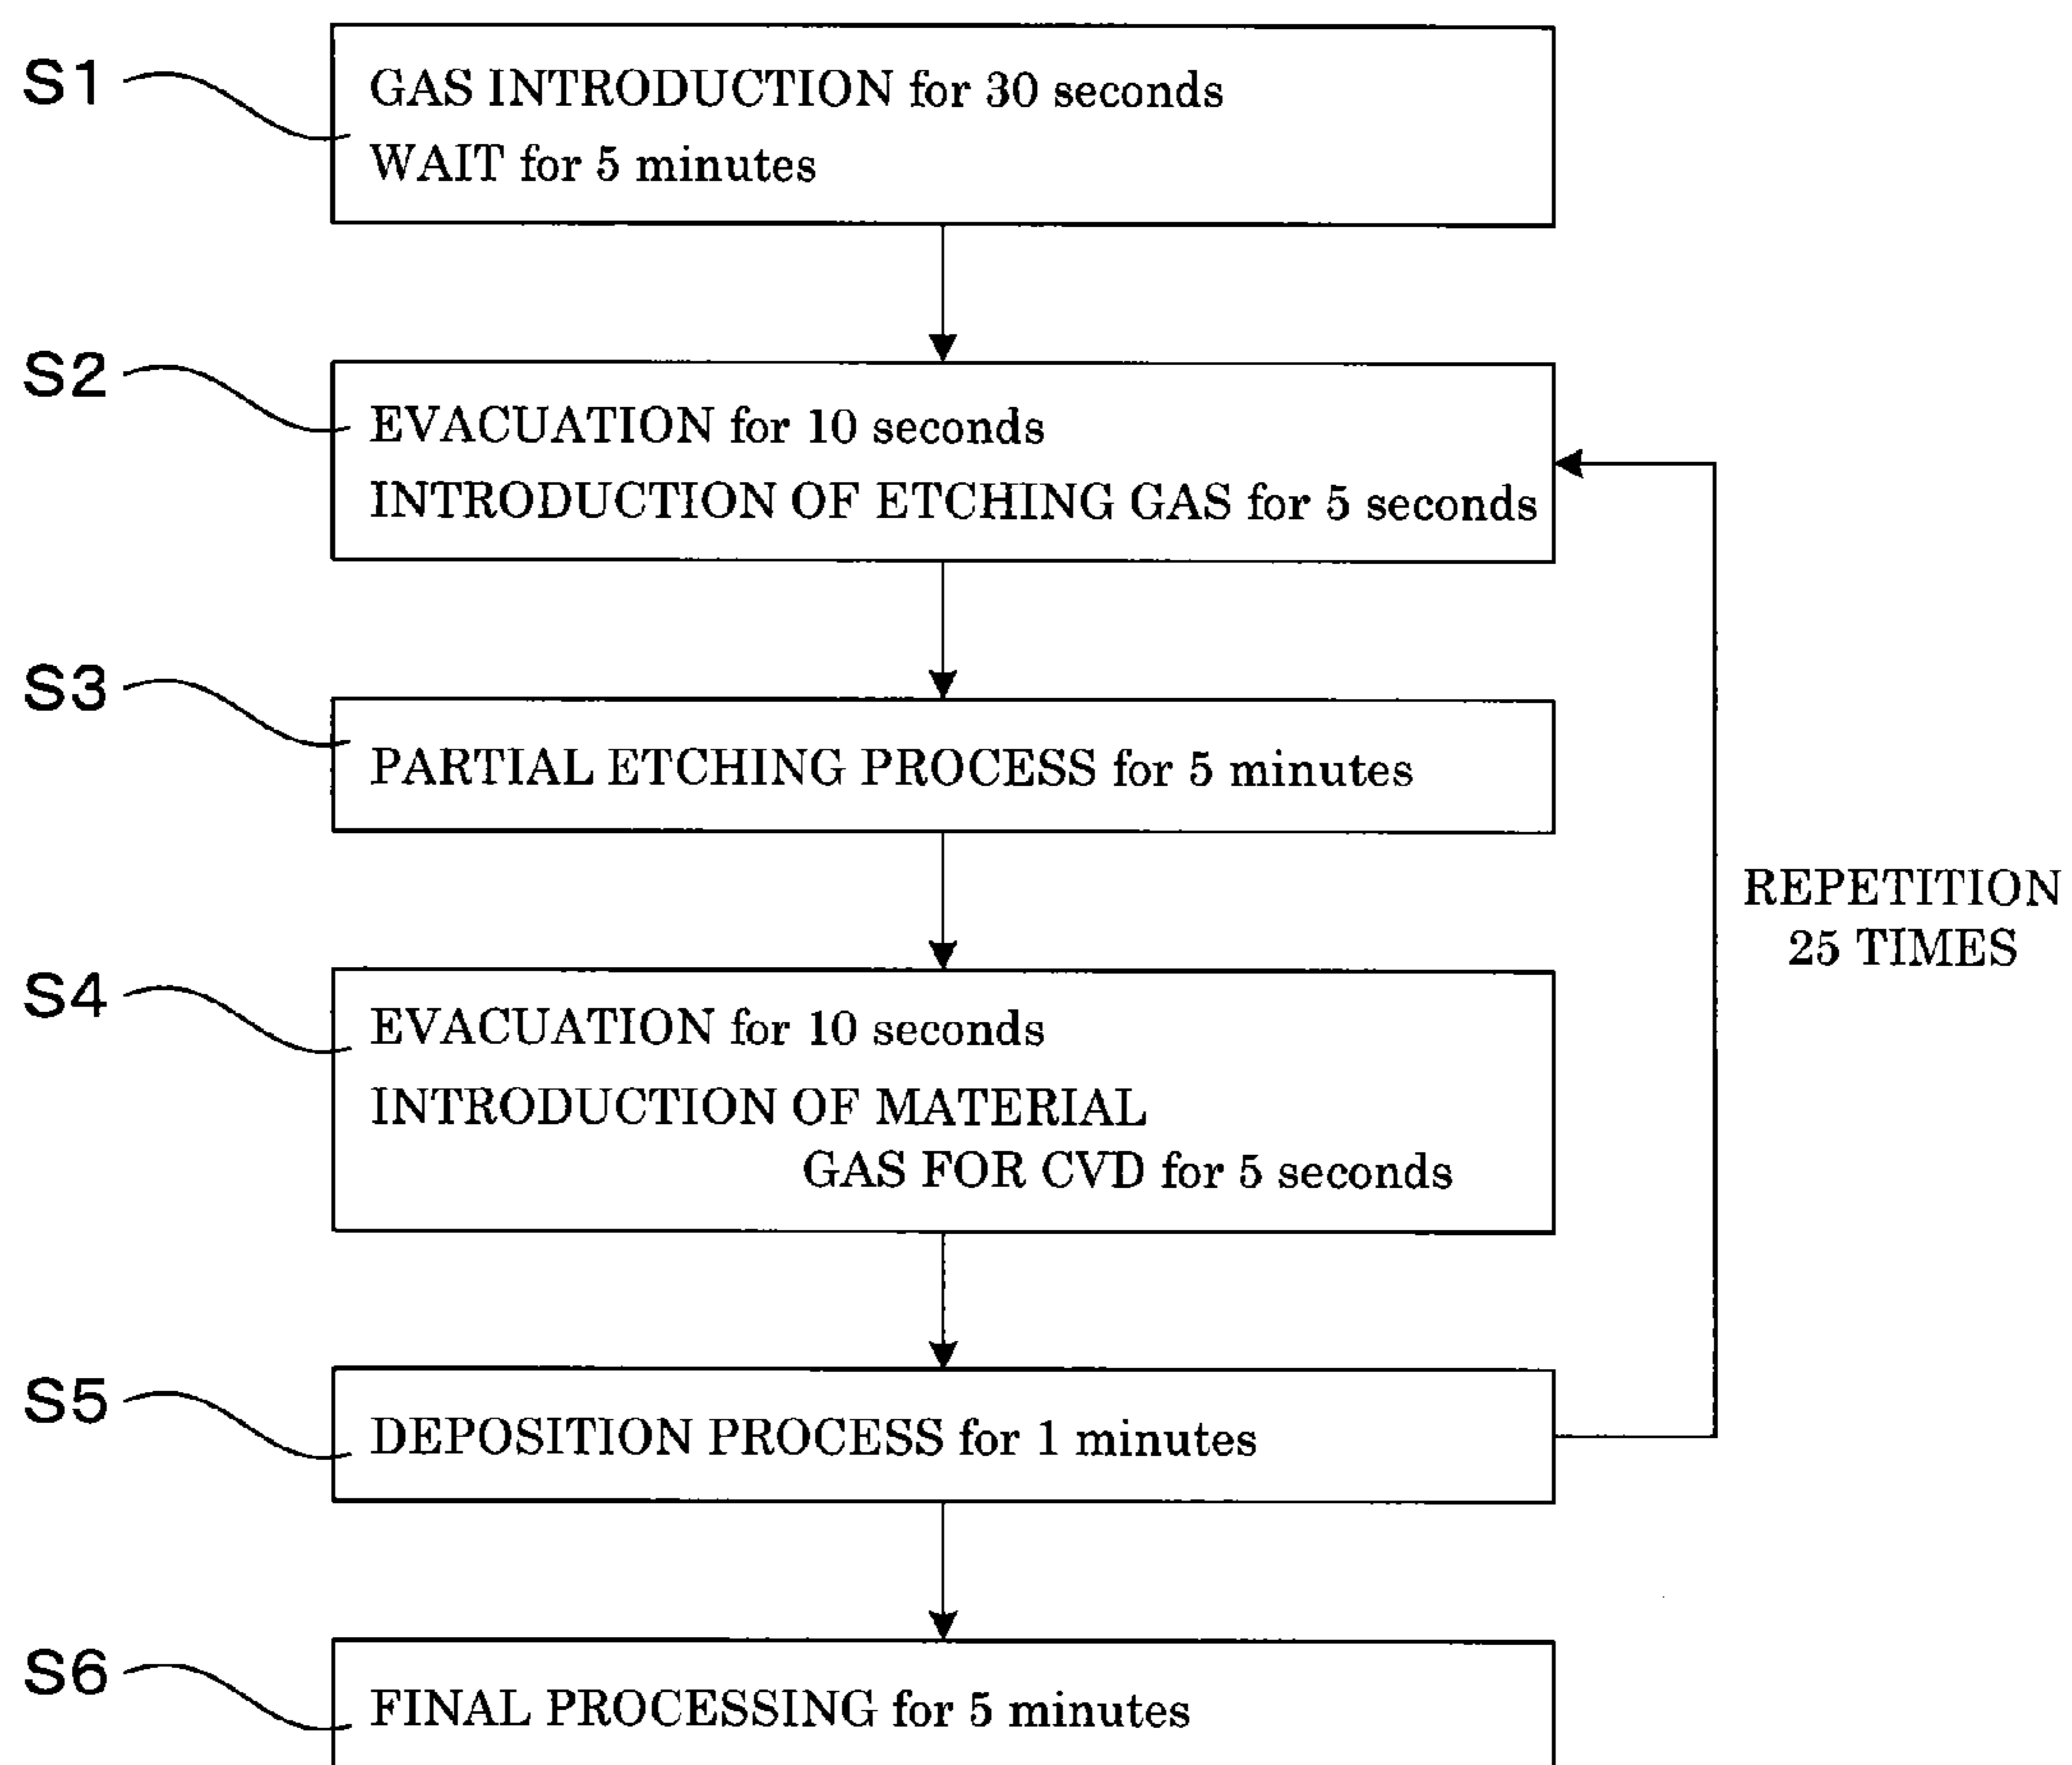 S1
GAS INTRODUCTION for 30 seconds
WAIT for 5 minutes
S2
EVACUATION for 10 seconds
INTRODUCTION OF ETCHING GAS for 5 seconds
S3
PARTIAL ETCHING PROCESS for 5 minutes
REPETITION
25 TIMES
S4
EVACUATION for 10 seconds
INTRODUCTION OF MATERIAL
GAS FOR CVD for 5 seconds
S5
DEPOSITION PROCESS for 1 minutes
S6
FINAL PROCESSING for 5 minutes